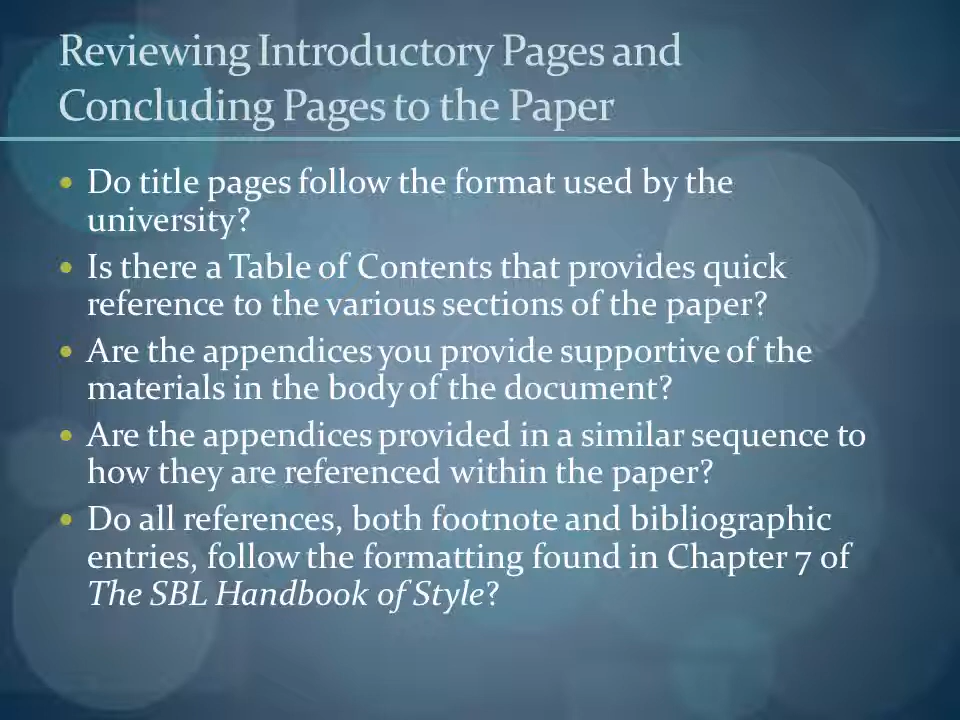 Reviewing Introductory Pages and
Concluding Pages to the Paper
• Do title pages follow the format used by the
university?
• Is there a Table of Contents that provides quick
reference to the various sections of the paper?
• Are the appendices you provide supportive of the
materials in the body of the document?
• Are the appendices provided in a similar sequence to
how they are referenced within the paper?
• Do all references, both footnote and bibliographic
entries, follow the formatting found in Chapter 7 of
The SBL Handbook of Style?